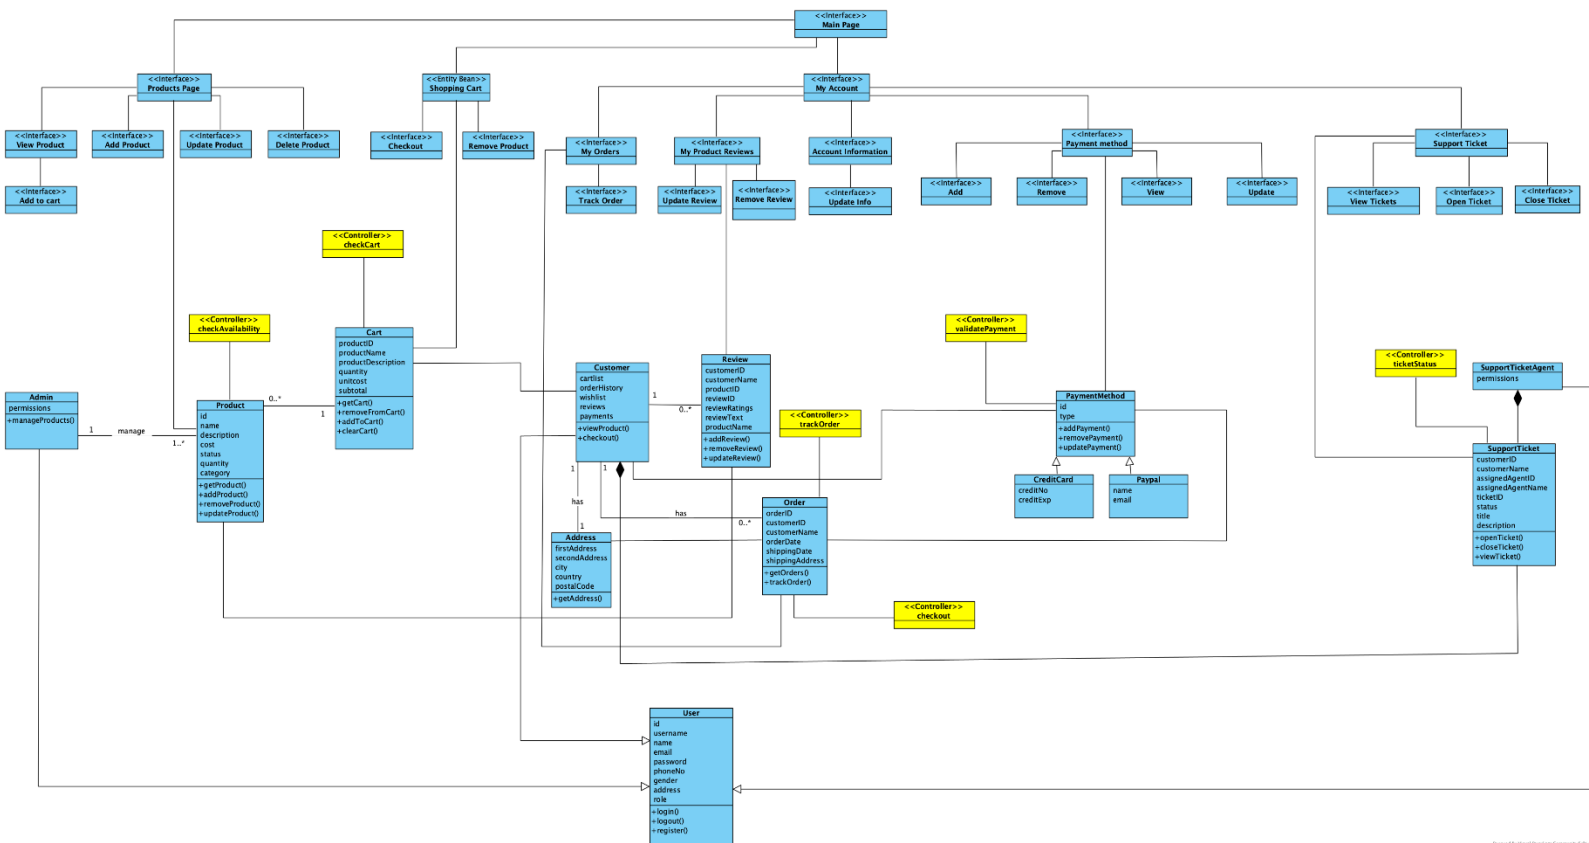 <<Interface>>
Main Page
<<Interface>>
Products Page
<<Entity Bean>>
Shopping Cart
<<Interface>>
My Account
<<Interface>>
View Product
<<Interface>>
Add Product
<<Interface>>
Update Product
<<Interface>>
Delete Product
<<Interface>>
Checkout
<<Interface>>
Remove Product
<<Interface>>
My Orders
<<Interface>>
My Product Reviews
<<Interface>>
Account Information
<<Interface>>
Payment method
<<Interface>>
Support Ticket
<<Interface>>
Add to cart
<<Interface>>
Track Order
<<Interface>>
Update Review
<<Interface>>
Remove Review
<<Interface>>
Update Info
<<Interface>>
Add
<<Interface>>
Remove
<<Interface>>
View
<<Interface>>
Update
<<Interface>>
View Tickets
<<Interface>>
Open Ticket
<<Interface>>
Close Ticket
<<Controller>>
checkCart
<<Controller>>
checkAvailability
<<Controller>>
validatePayment
<<Controller>>
ticketStatus
<<Controller>>
trackOrder
<<Controller>>
checkout
Admin
permissions
+manageProducts()
1
manage
1..*
Product
id
name
description
cost
status
quantity
category
+getProduct()
+addProduct()
+removeProduct()
+updateProduct()
0..*
1
Cart
productID
productName
productDescription
quantity
unitcost
subtotal
+getCart()
+removeFromCart()
+addToCart()
+clearCart()
Customer
cartlist
orderHistory
wishlist
reviews
payments
+viewProduct()
+checkout()
1
0..*
Review
customerID
customerName
productID
reviewID
reviewRatings
reviewText
productName
+addReview()
+removeReview()
+updateReview()
1
has
1
1
has
0..*
Address
firstAddress
secondAddress
city
country
postalCode
+getAddress()
Order
orderID
customerID
customerName
orderDate
shippingDate
shippingAddress
+getOrders()
+trackOrder()
PaymentMethod
id
type
+addPayment()
+removePayment()
+updatePayment()
CreditCard
creditNo
creditExp
Paypal
name
email
SupportTicketAgent
permissions
SupportTicket
customerID
customerName
assignedAgentID
assignedAgentName
ticketID
status
title
description
+openTicket()
+closeTicket()
+viewTicket()
User
id
username
name
email
password
phoneNo
gender
address
role
+login()
+logout()
+register()